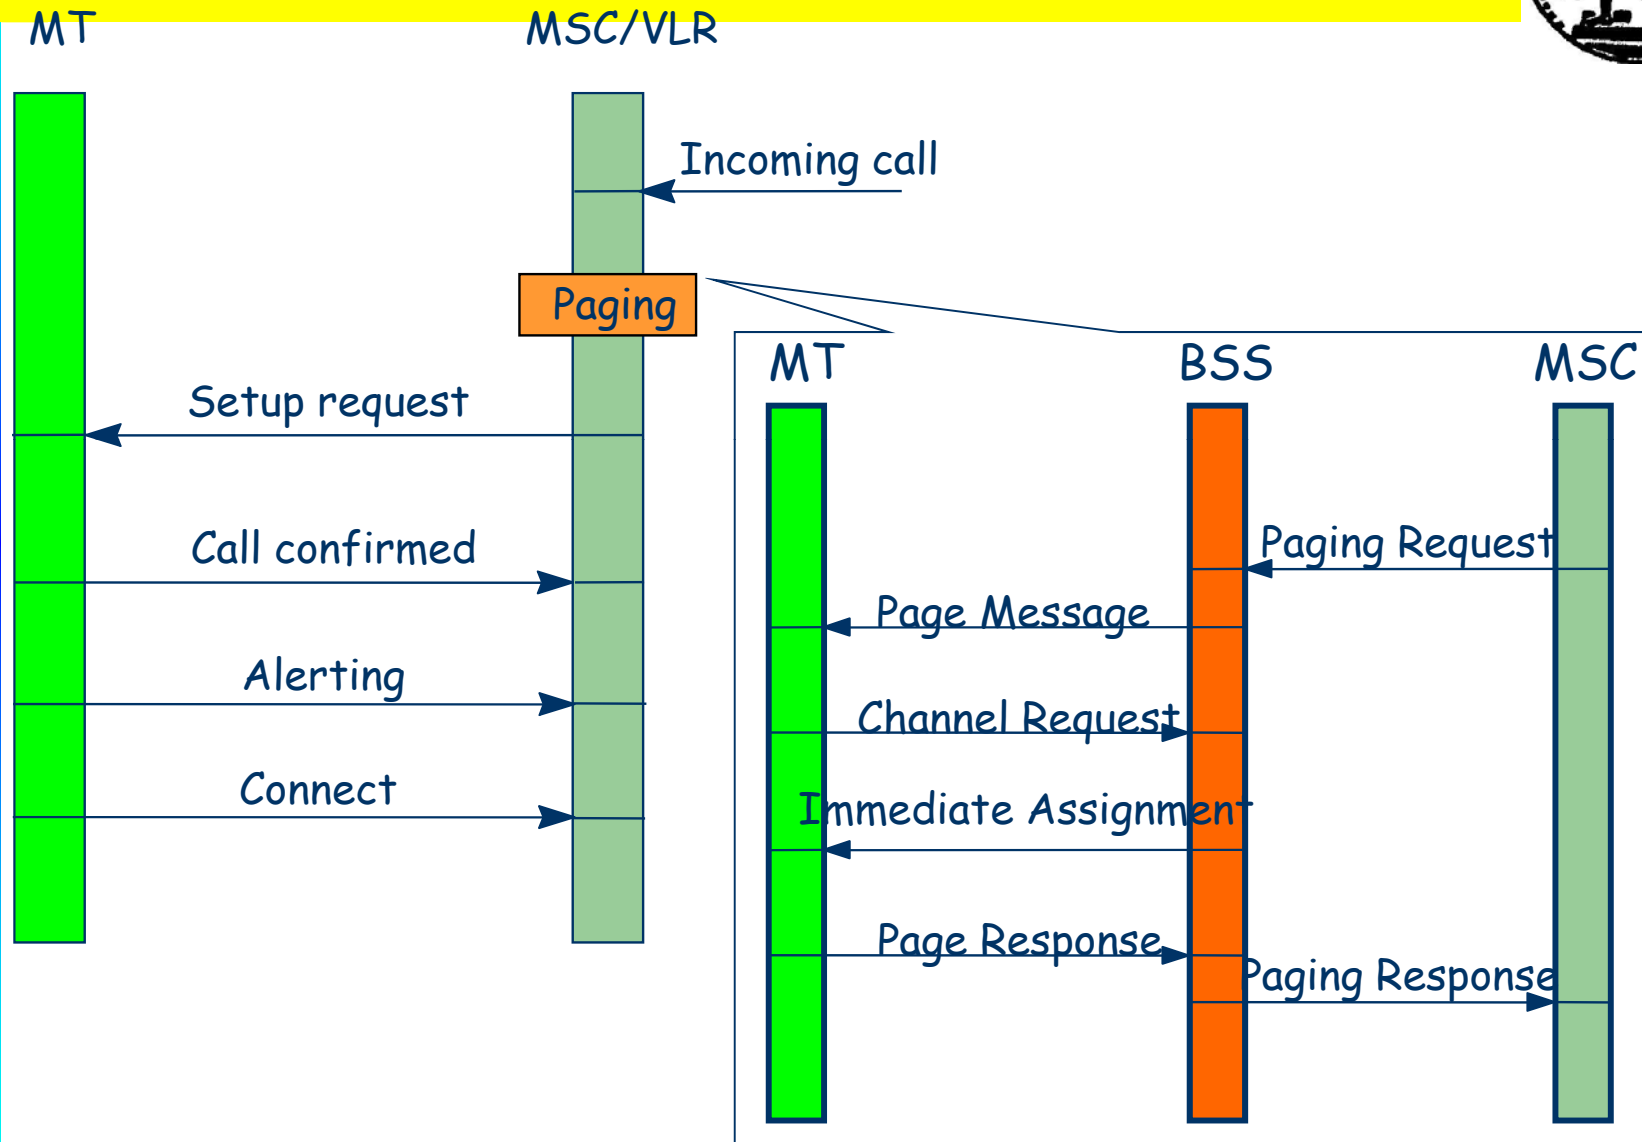 MT
MSC/VLR
Incoming call
Paging
Setup request
Call confirmed
Alerting
Connect
MT
BSS
MSC
Paging Request
Page Message
Channel Request
Immediate Assignment
Page Response
Paging Response